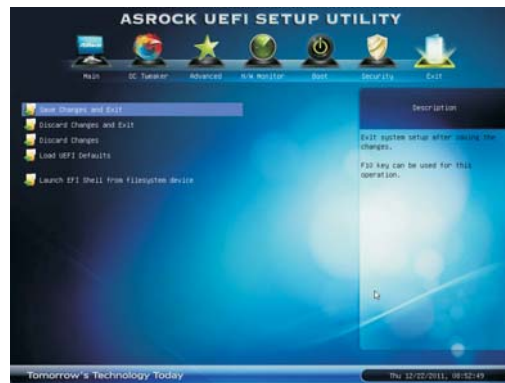 ASROCK UEFI SETUP UTILITY
Main OC Tweaker Advanced H/W Monitor Boot Security Exit
Save Changes and Exit
Discard Changes and Exit
Discard Changes
Load UEFI Defaults
Launch EFI Shell from filesystem device
Description
Exit system setup after saving the
changes.
F10 key can be used for this
operation.
Tomorrow's Technology Today
Thu 12/22/2011, 08:52:49